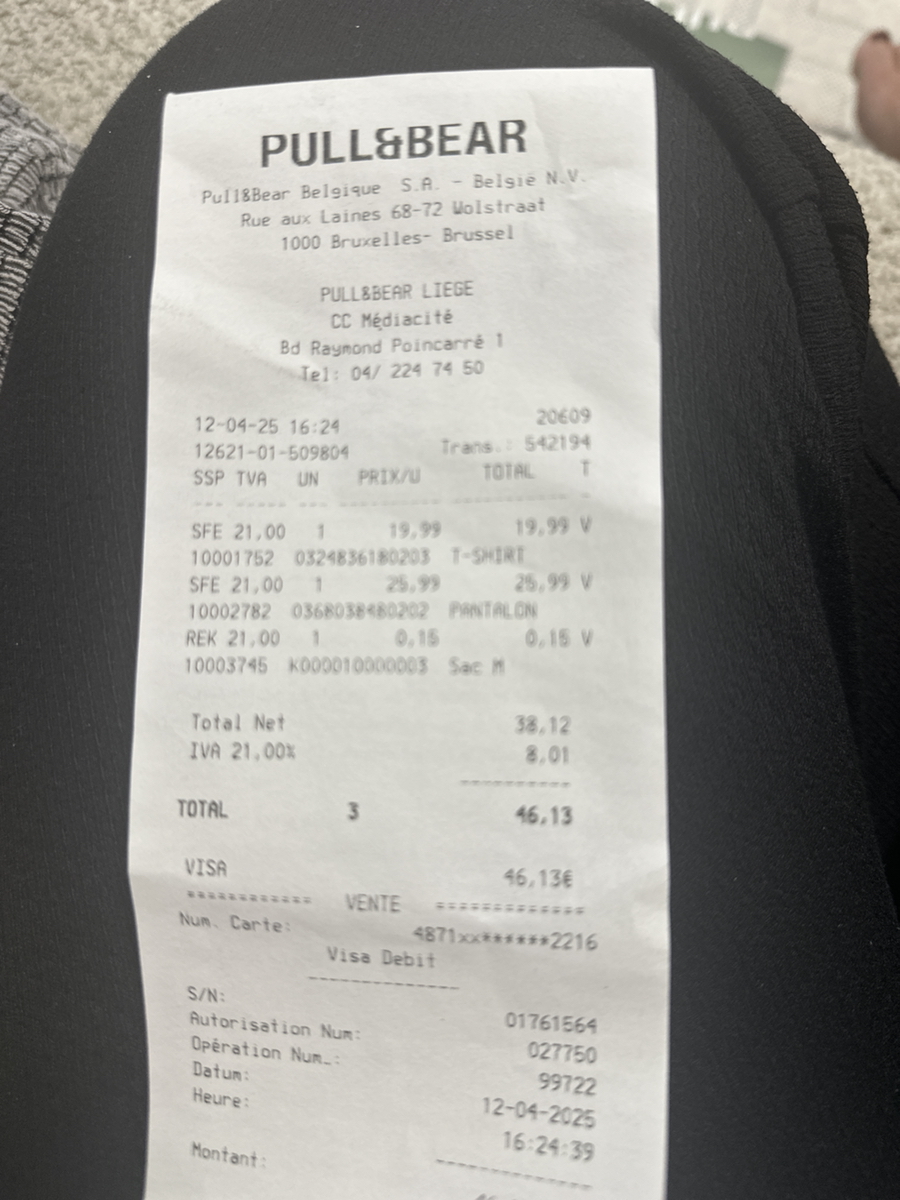 PULL&BEAR
Pull&Bear Belgique S.A. - België N.V.
Rue aux Laines 68-72 Wolstraat
1000 Bruxelles- Brussel
PULL&BEAR LIEGE
CC Médiacité
Bd Raymond Poincarré 1
Tel: 04/ 224 74 50
12-04-25 16:24 20609
12621-01-509804 Trans.: 542194
SSP TVA UN PRIX/U TOTAL T
--- ----- --- ---------- ------------- -
SFE 21,00 1 19,99 19,99 V
10001752 0324836180203 T-SHIRT
SFE 21,00 1 25,99 25,99 V
10002782 0368038480202 PANTALON
REK 21,00 1 0,15 0,15 V
10003745 K000010000003 Sac M
Total Net 38,12
IVA 21,00% 8,01
----------
TOTAL 3 46,13
VISA 46,13€
=========== VENTE =============
Num. Carte: 4871xx******2216
Visa Debit
--------------
S/N: 01761564
Autorisation Num: 027750
Opération Num.: 99722
Datum: 12-04-2025
Heure: 16:24:39
--------------
Montant: